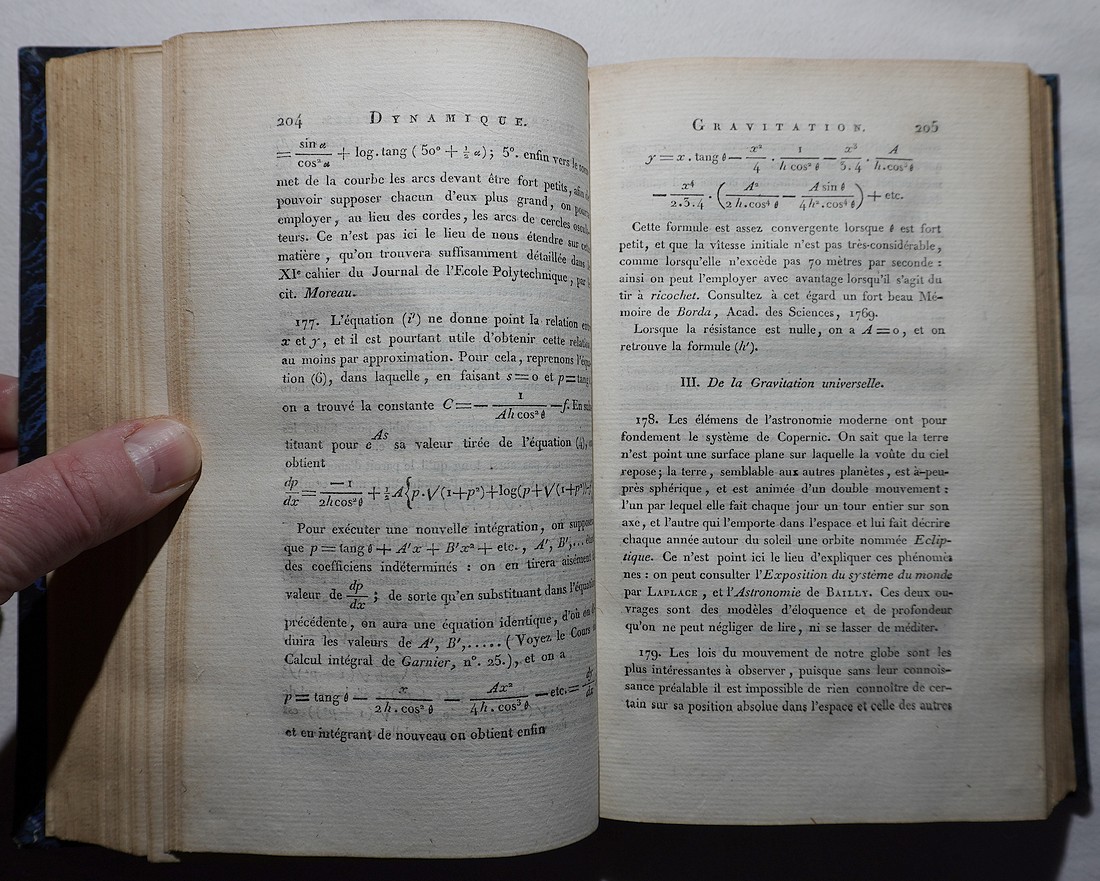 204 DYNAMIQUE.
= sin α / cos² α + log. tang ( 50° + ½ α ); 5°. enfin vers le
met de la courbe les arcs devant être fort petits, afin de
pouvoir supposer chacun d'eux plus grand, on pourra
employer, au lieu des cordes, les arcs de cercles oscula-
teurs. Ce n'est pas ici le lieu de nous étendre sur cette
matière, qu'on trouvera suffisamment détaillée dans le
XIe cahier du Journal de l'Ecole Polytechnique, par le
cit. Moreau.
177. L'équation (i') ne donne point la relation entre
x et y, et il est pourtant utile d'obtenir cette relation
au moins par approximation. Pour cela, reprenons l'équa-
tion (6), dans laquelle, en faisant s = 0 et p = tang
on a trouvé la constante C = — 1 / Ah cos² θ — f. En subs
tituant pour e^As sa valeur tirée de l'équation (4), on
obtient
dp/dx = —1 / 2h cos² θ + ½ A { p . √(1+p²) + log(p + √(1+p²))
Pour exécuter une nouvelle intégration, on suppose
que p = tang θ + A'x + B'x² + etc., A', B',...
des coefficiens indéterminés : on en tirera aisément
valeur de dp/dx ; de sorte qu'en substituant dans l'équation
précédente, on aura une équation identique, d'où on dé
duira les valeurs de A', B',..... ( Voyez le Cours
Calcul intégral de Garnier, n°. 25.), et on a
p = tang θ — x / 2h . cos² θ — Ax² / 4h . cos³ θ — etc. = dy/dx
et en intégrant de nouveau on obtient enfin
GRAVITATION. 205
y = x . tang θ — x²/4 . 1 / h cos² θ — x³/3.4 . A / h.cos³ θ
— x⁴/2.3.4 . ( A² / 2h.cos⁴ θ — A sin θ / 4h².cos⁴ θ ) + etc.
Cette formule est assez convergente lorsque θ est fort
petit, et que la vitesse initiale n'est pas très-considérable,
comme lorsqu'elle n'excède pas 70 mètres par seconde :
ainsi on peut l'employer avec avantage lorsqu'il s'agit du
tir à ricochet. Consultez à cet égard un fort beau Mé-
moire de Borda, Acad. des Sciences, 1769.
Lorsque la résistance est nulle, on a A = 0, et on
retrouve la formule (h').
III. De la Gravitation universelle.
178. Les élémens de l'astronomie moderne ont pour
fondement le système de Copernic. On sait que la terre
n'est point une surface plane sur laquelle la voûte du ciel
repose; la terre, semblable aux autres planètes, est à-peu-
près sphérique, et est animée d'un double mouvement :
l'un par lequel elle fait chaque jour un tour entier sur son
axe, et l'autre qui l'emporte dans l'espace et lui fait décrire
chaque année autour du soleil une orbite nommée Eclip-
tique. Ce n'est point ici le lieu d'expliquer ces phénomè
nes : on peut consulter l'Exposition du système du monde
par LAPLACE, et l'Astronomie de BAILLY. Ces deux ou-
vrages sont des modèles d'éloquence et de profondeur
qu'on ne peut négliger de lire, ni se lasser de méditer.
179. Les lois du mouvement de notre globe sont les
plus intéressantes à observer, puisque sans leur connois-
sance préalable il est impossible de rien connoître de cer-
tain sur sa position absolue dans l'espace et celle des autres